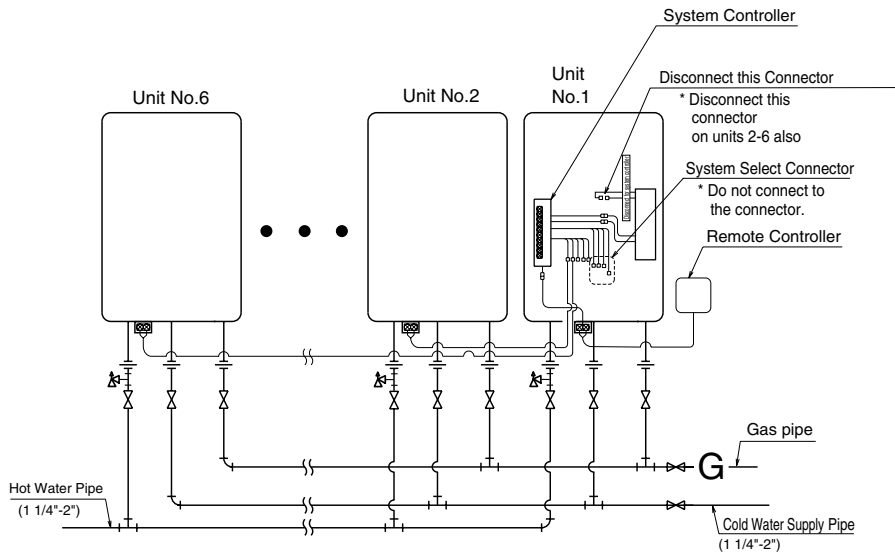 System Controller
Unit No.6
Unit No.2
Unit
No.1
Disconnect this Connector
* Disconnect this
connector
on units 2-6 also
System Select Connector
* Do not connect to
the connector.
Remote Controller
Gas pipe
G
Hot Water Pipe
(1 1/4"-2")
Cold Water Supply Pipe
(1 1/4"-2")